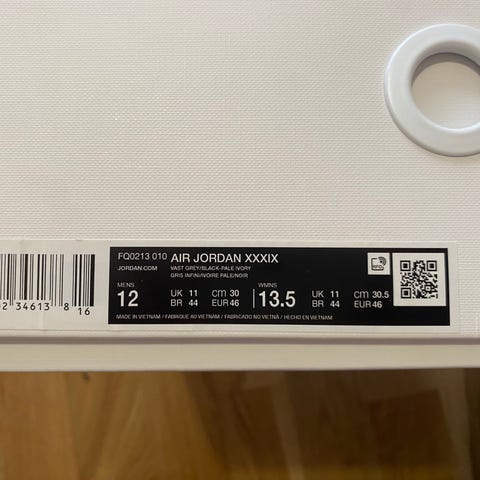 FQ0213 010 AIR JORDAN XXXIX
JORDAN.COM VAST GREY/BLACK-PALE IVORY
GRIS INFINI/IVOIRE PALE/NOIR
MENS
12 UK 11 CM 30
BR 44 EUR 46
WMNS
13.5 UK 11 CM 30.5
BR 44 EUR 46
MADE IN VIETNAM / FABRIQUE AU VIETNAM / FABRICADO NO VIETNÃ / HECHO EN VIETNAM
2 34613 8 16